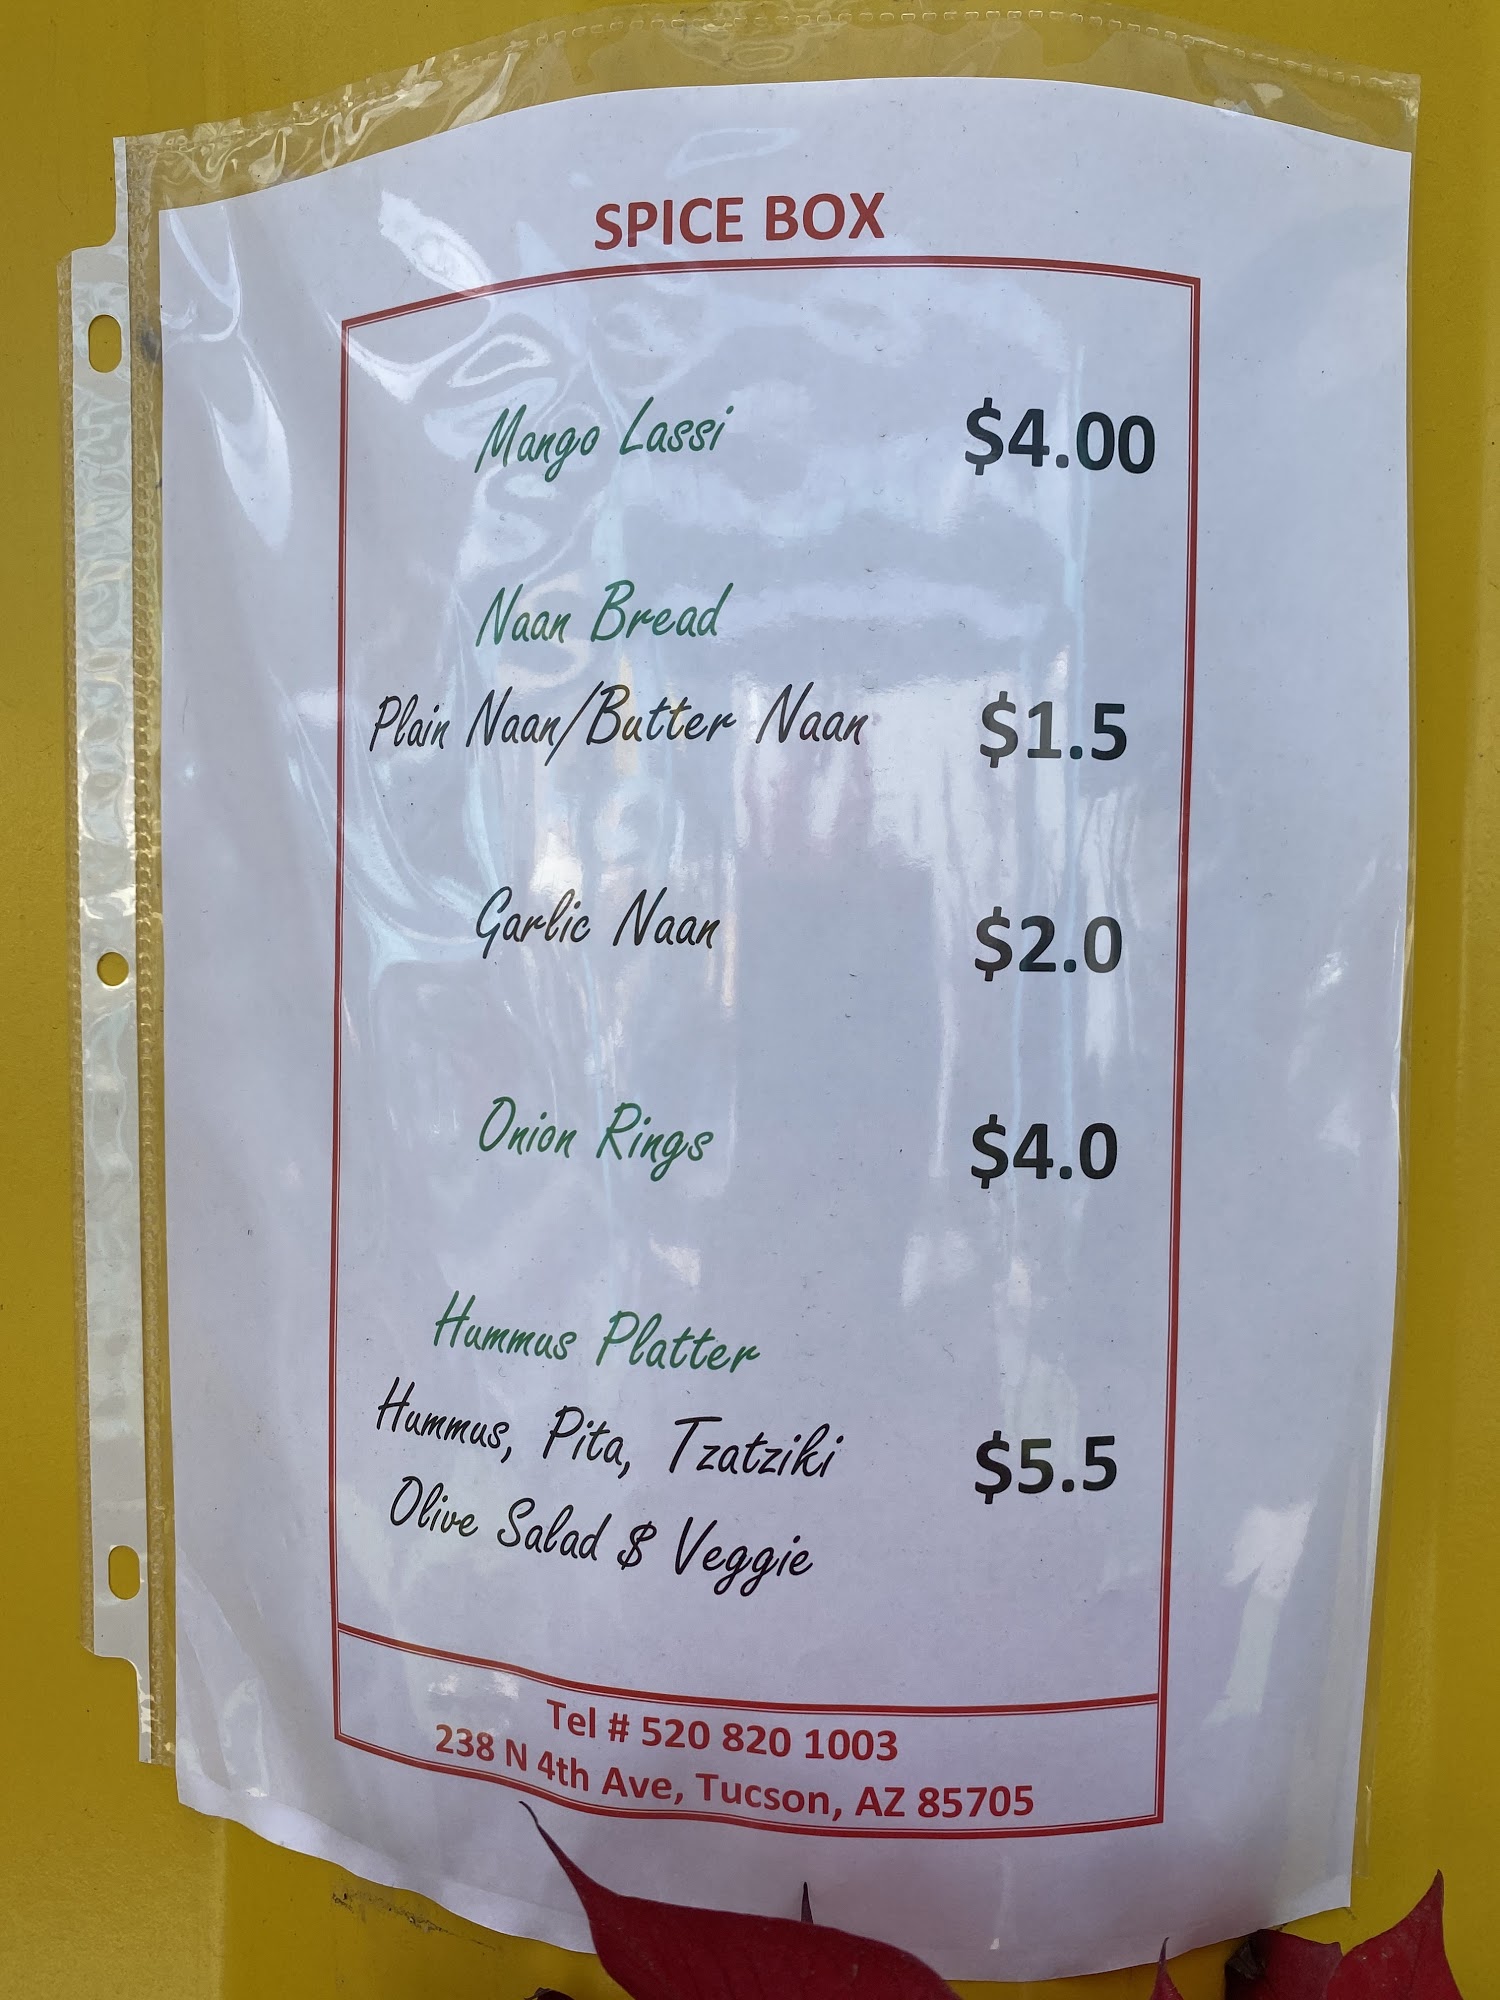 SPICE BOX
Mango Lassi $4.00
Naan Bread
Plain Naan/Butter Naan $1.5
Garlic Naan $2.0
Onion Rings $4.0
Hummus Platter
Hummus, Pita, Tzatziki $5.5
Olive Salad $ Veggie
Tel # 520 820 1003
238 N 4th Ave, Tucson, AZ 85705